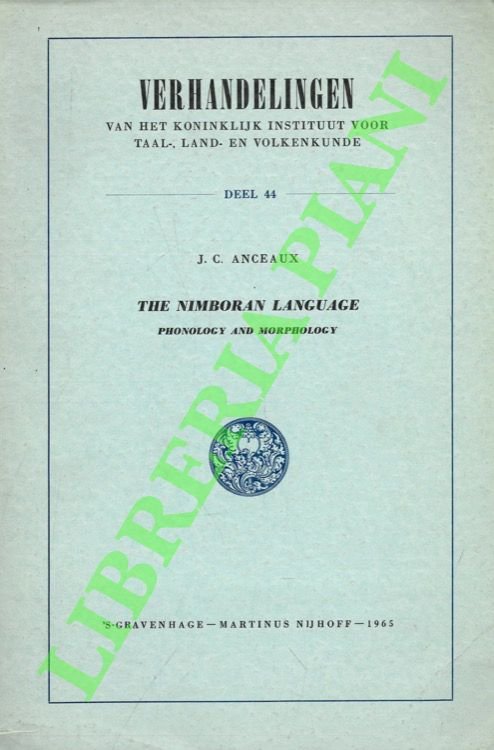 VERHANDELINGEN
VAN HET KONINKLIJK INSTITUUT VOOR
TAAL-, LAND- EN VOLKENKUNDE
DEEL 44
J. C. ANCEAUX
THE NIMBORAN LANGUAGE
PHONOLOGY AND MORPHOLOGY
'S-GRAVENHAGE — MARTINUS NIJHOFF — 1965
LIBRERIA PIANI